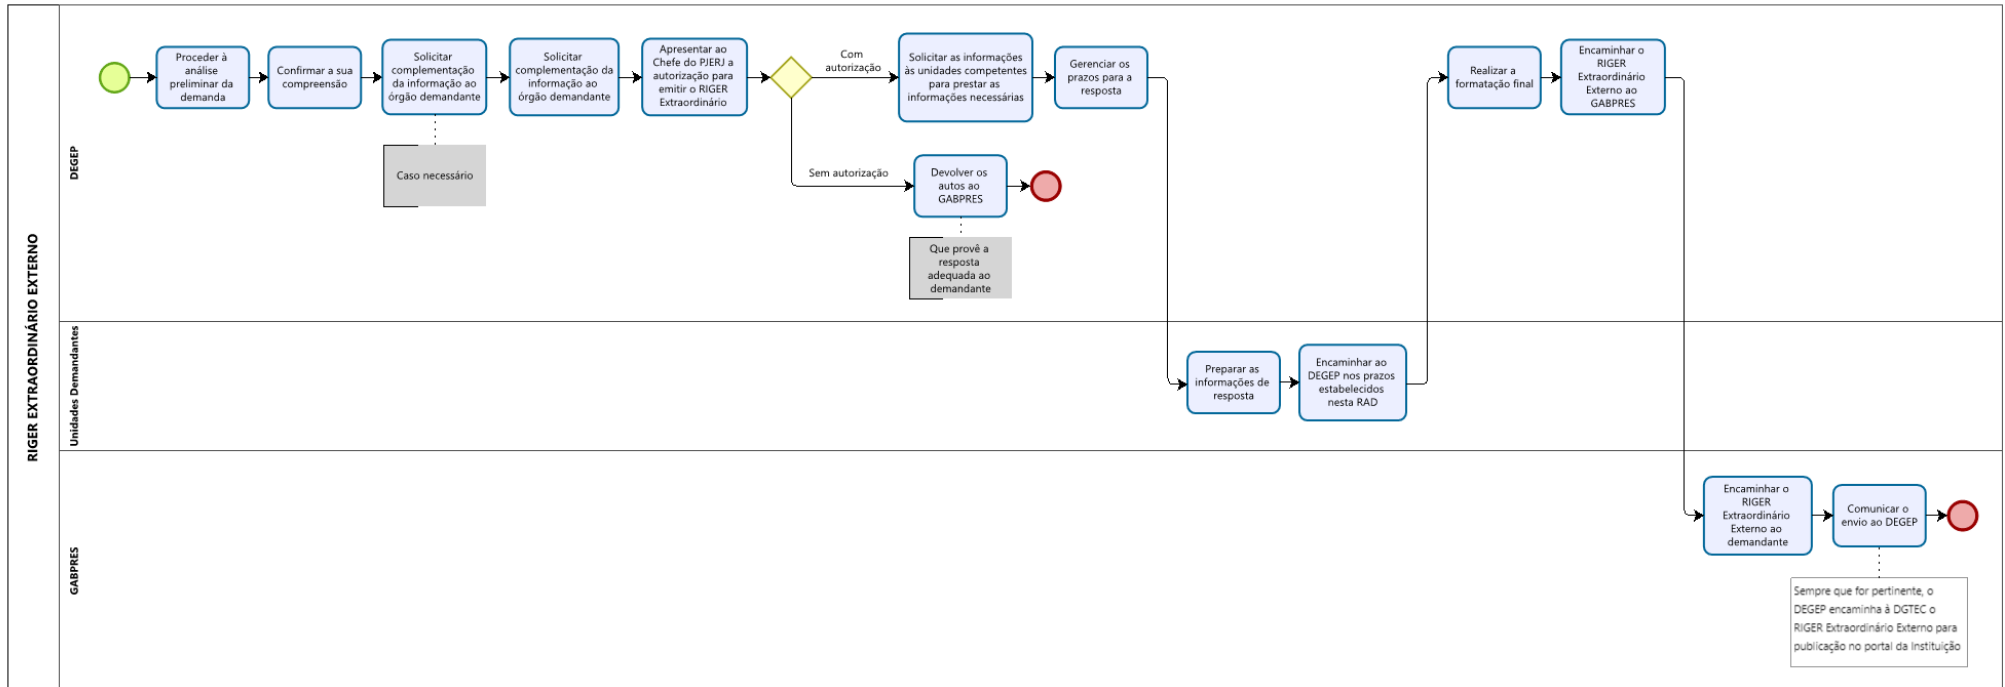 RIGER EXTRAORDINÁRIO EXTERNO
DEGEP
Proceder à
análise
preliminar da
demanda
Confirmar a sua
compreensão
Solicitar
complementação
da informação ao
órgão demandante
Caso necessário
Solicitar
complementação da
informação ao
órgão demandante
Apresentar ao
Chefe do PJERJ a
autorização para
emitir o RIGER
Extraordinário
Com
autorização
Solicitar as informações
às unidades competentes
para prestar as
informações necessárias
Gerenciar os
prazos para a
resposta
Sem autorização
Devolver os
autos ao
GABPRES
Que provê a
resposta
adequada ao
demandante
Realizar a
formatação final
Encaminhar o
RIGER
Extraordinário
Externo ao
GABPRES
Unidades Demandantes
Preparar as
informações de
resposta
Encaminhar ao
DEGEP nos prazos
estabelecidos
nesta RAD
GABPRES
Encaminhar o
RIGER
Extraordinário
Externo ao
demandante
Comunicar o
envio ao DEGEP
Sempre que for pertinente, o
DEGEP encaminha à DGTEC o
RIGER Extraordinário Externo para
publicação no portal da Instituição